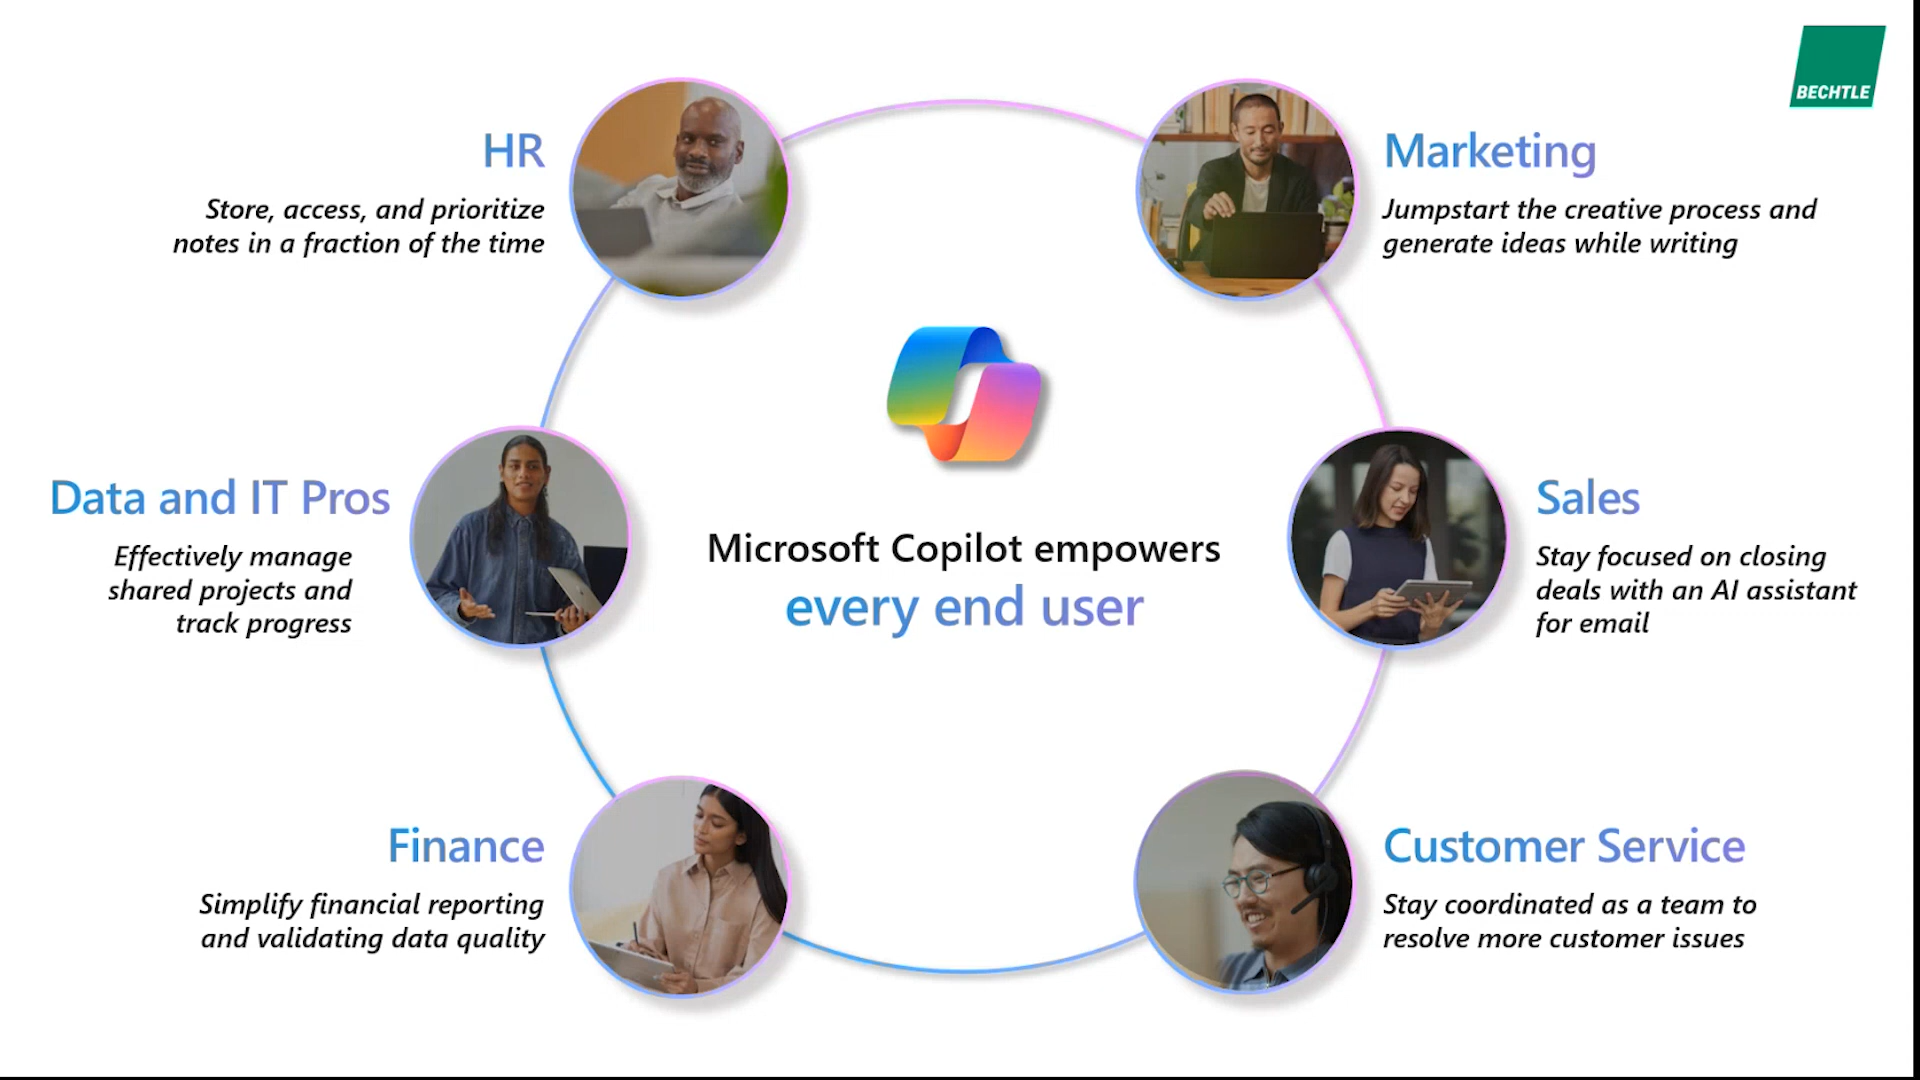 BECHTLE
HR
Store, access, and prioritize
notes in a fraction of the time
Marketing
Jumpstart the creative process and
generate ideas while writing
Data and IT Pros
Effectively manage
shared projects and
track progress
Microsoft Copilot empowers
every end user
Sales
Stay focused on closing
deals with an AI assistant
for email
Finance
Simplify financial reporting
and validating data quality
Customer Service
Stay coordinated as a team to
resolve more customer issues